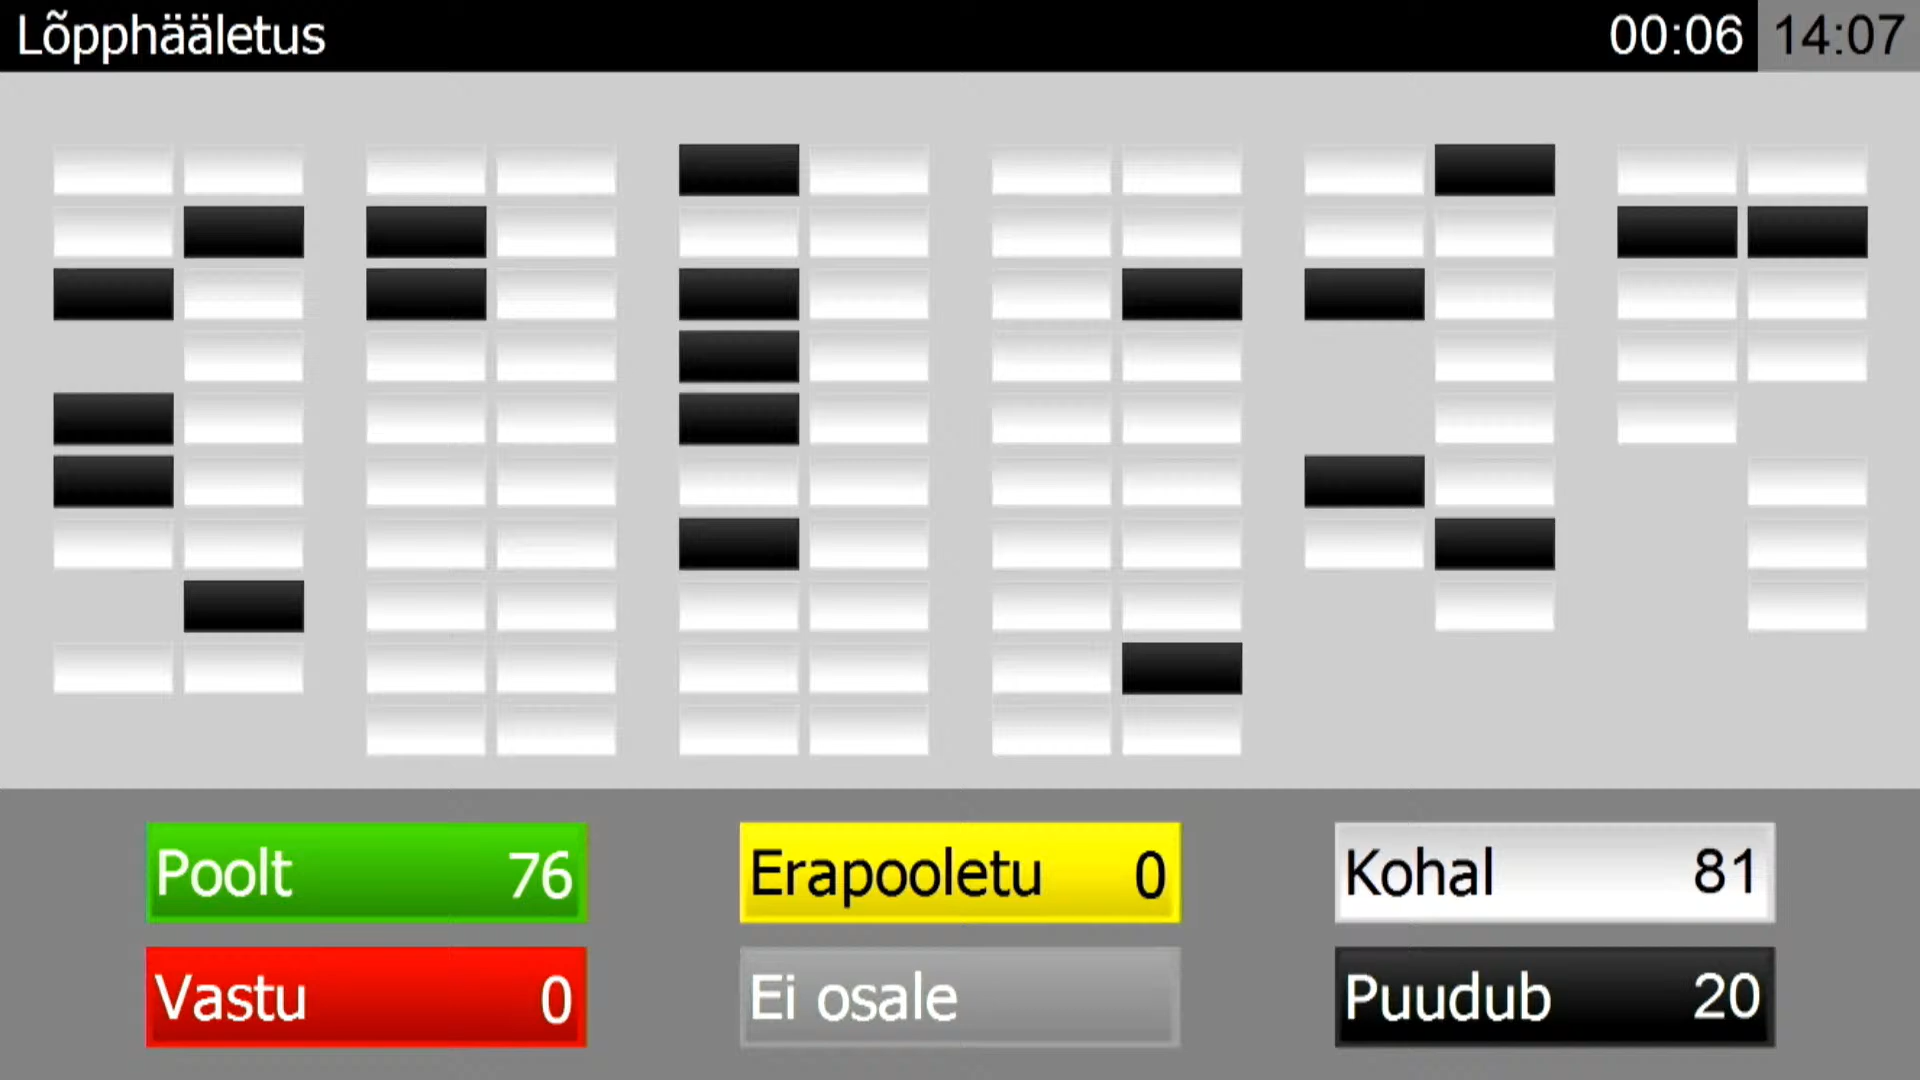 Lõpphääletus 00:06 14:07
Poolt 76 Erapooletu 0 Kohal 81
Vastu 0 Ei osale Puudub 20